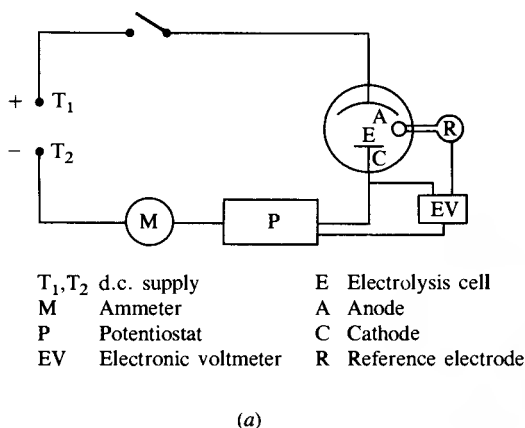 + T₁
− T₂
A
E
C
R
EV
M
P
T₁,T₂ d.c. supply
E Electrolysis cell
M Ammeter
A Anode
P Potentiostat
C Cathode
EV Electronic voltmeter
R Reference electrode
(a)